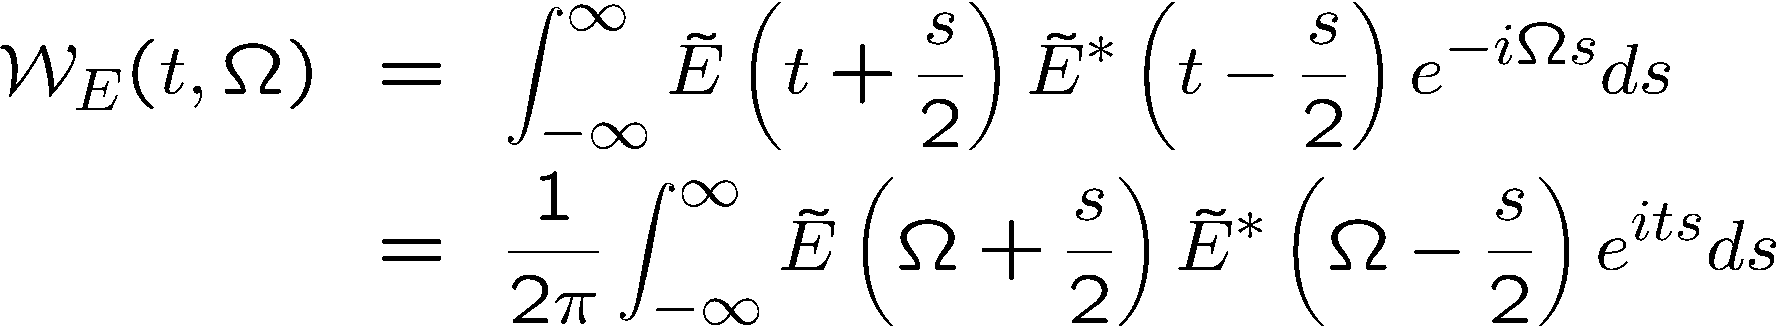 𝒲_E(t, Ω) = ∫_{−∞}^{∞} Ẽ(t + s/2) Ẽ*(t − s/2) e^{−iΩs} ds
= 1/2π ∫_{−∞}^{∞} Ẽ(Ω + s/2) Ẽ*(Ω − s/2) e^{its} ds